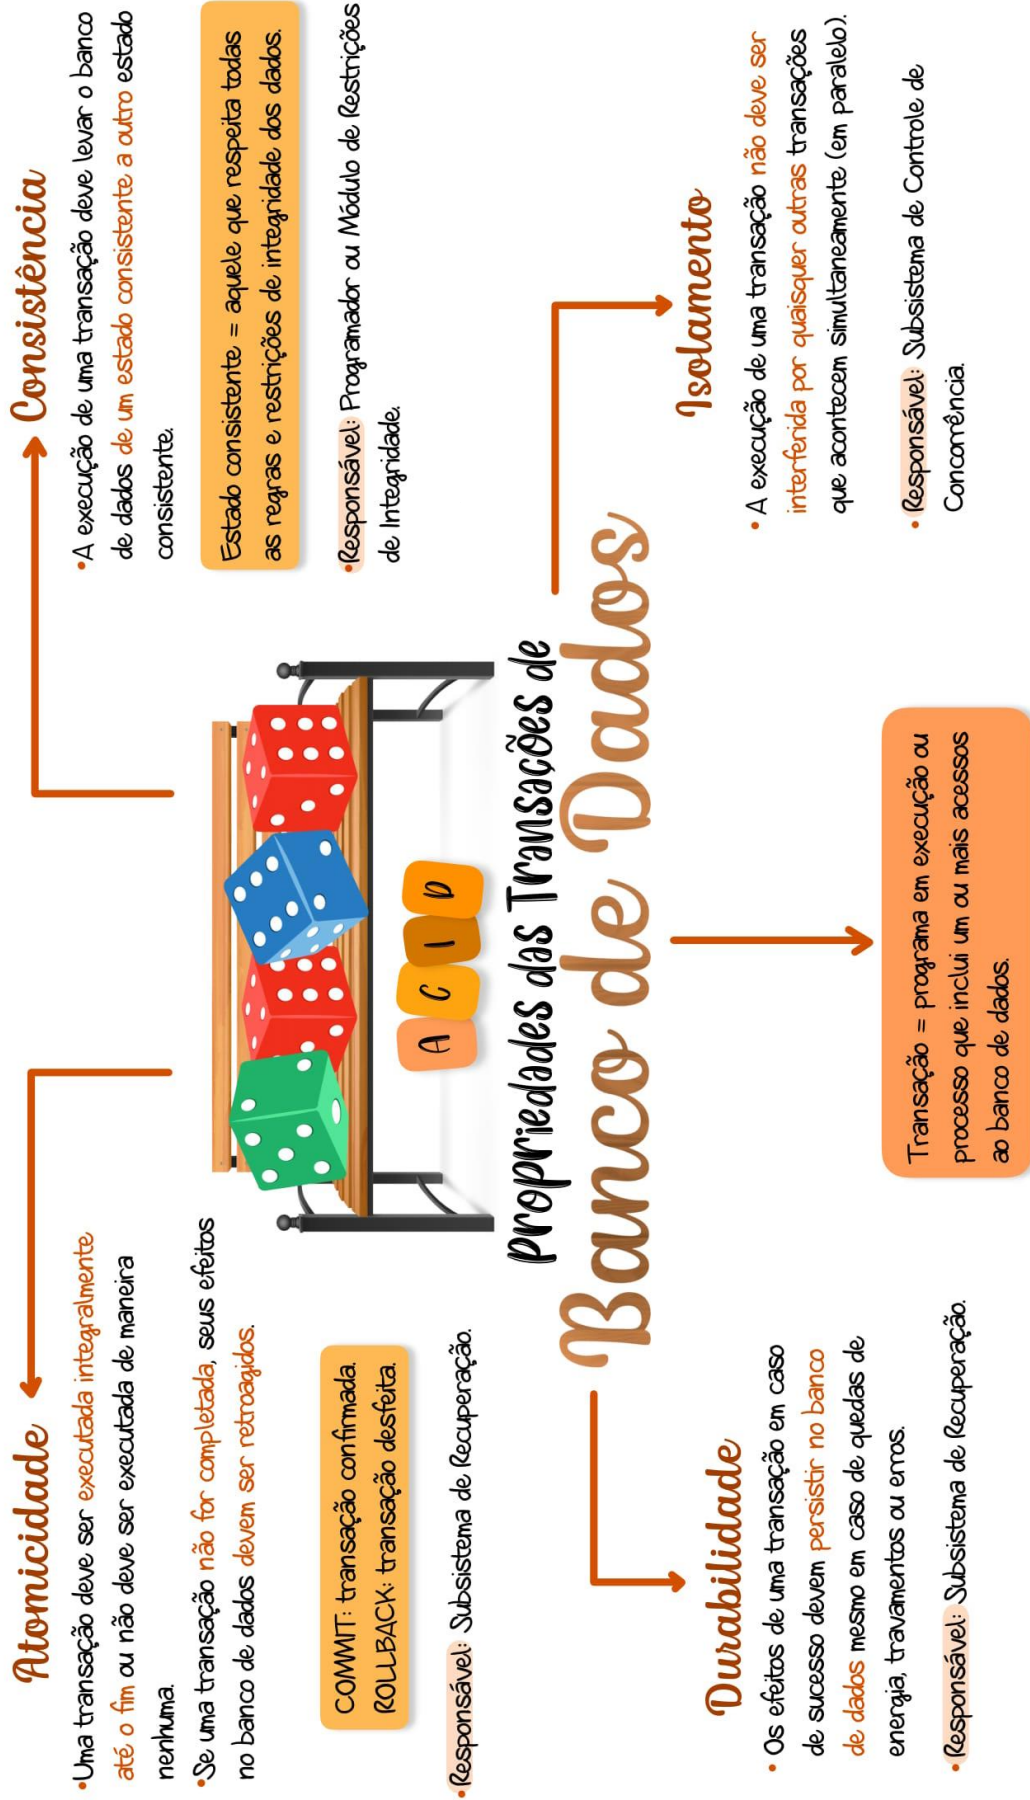 Atomicidade
•Uma transação deve ser executada integralmente
até o fim ou não deve ser executada de maneira
nenhuma.
•Se uma transação não for completada, seus efeitos
no banco de dados devem ser retroagidos.
COMMIT: transação confirmada.
ROLLBACK: transação desfeita.
•Responsável: Subsistema de Recuperação.
Consistência
•A execução de uma transação deve levar o banco
de dados de um estado consistente a outro estado
consistente.
Estado consistente = aquele que respeita todas
as regras e restrições de integridade dos dados.
•Responsável: Programador ou Módulo de Restrições
de Integridade.
A C I D
Propriedades das Transações de
Banco de Dados
Durabilidade
• Os efeitos de uma transação em caso
de sucesso devem persistir no banco
de dados mesmo em caso de quedas de
energia, travamentos ou erros.
•Responsável: Subsistema de Recuperação.
Transação = programa em execução ou
processo que inclui um ou mais acessos
ao banco de dados.
Isolamento
• A execução de uma transação não deve ser
interferida por quaisquer outras transações
que acontecem simultaneamente (em paralelo).
• Responsável: Subsistema de Controle de
Concorrência.